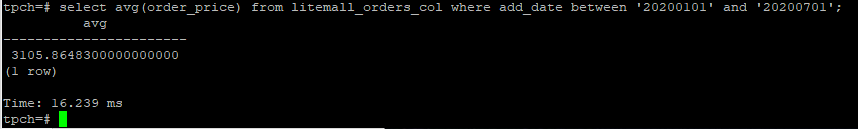 tpch=# select avg(order_price) from litemall_orders_col where add_date between '20200101' and '20200701';
avg
-----------------------
3105.8648300000000000
(1 row)
Time: 16.239 ms
tpch=#